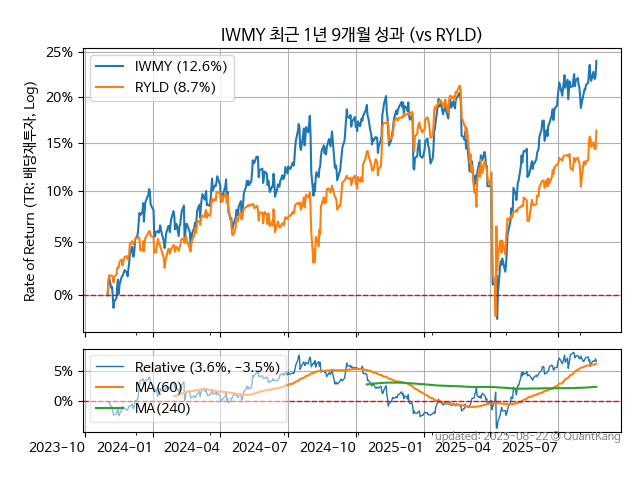 IWMY 최근 1년 9개월 성과 (vs RYLD)
25%
20%
15%
10%
5%
0%
Rate of Return (TR: 배당재투자, Log)
IWMY (12.6%)
RYLD (8.7%)
5%
0%
Relative (3.6%, −3.5%)
MA(60)
MA(240)
updated: 2025-08-22 © QuantKang
2023-10 2024-01 2024-04 2024-07 2024-10 2025-01 2025-04 2025-07